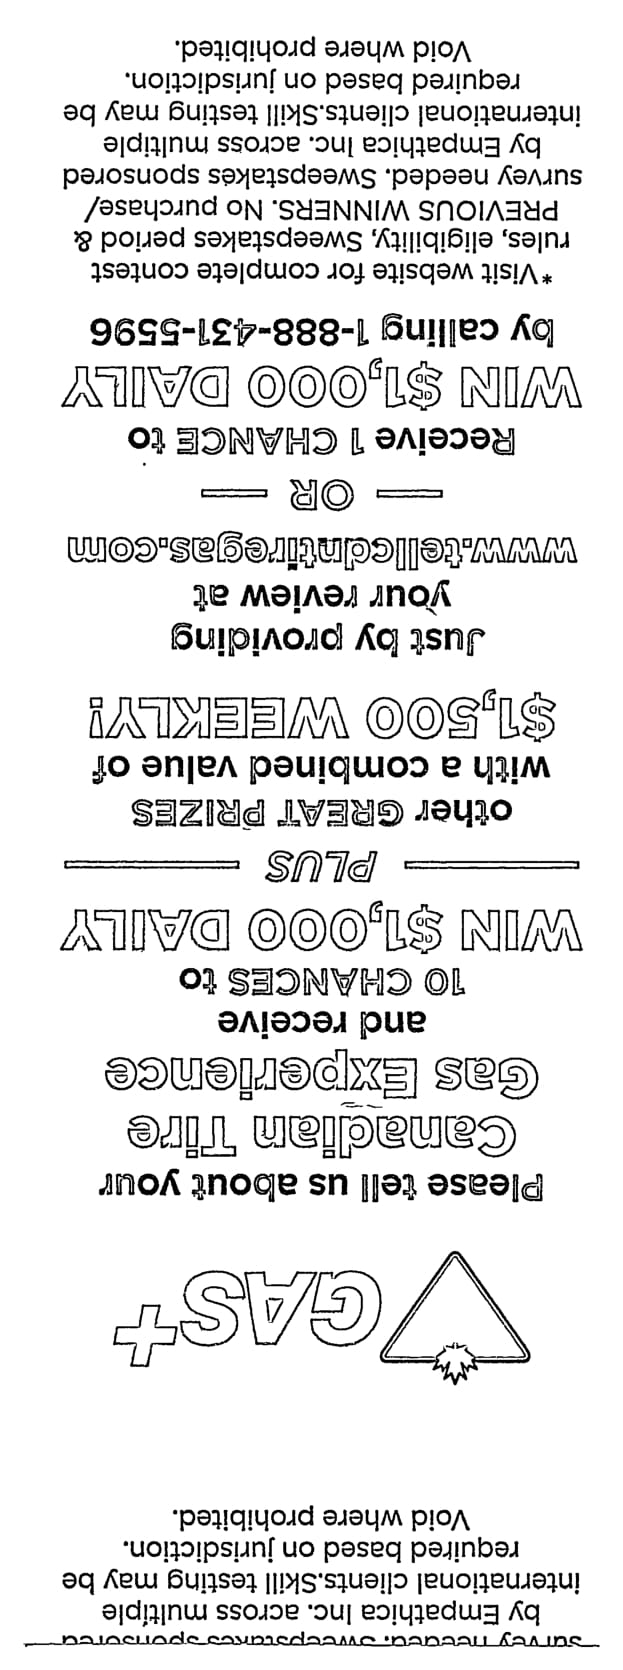 survey needed. Sweepstakes sponsored
by Empathica Inc. across multiple
international clients.Skill testing may be
required based on jurisdiction.
Void where prohibited.
GAS+
Please tell us about your
Canadian Tire
Gas Experience
and receive
10 CHANCES to
WIN $1,000 DAILY
PLUS
other GREAT PRIZES
with a combined value of
$1,500 WEEKLY!
Just by providing
your review at
www.tellcdntiregas.com
OR
Receive 1 CHANCE to
WIN $1,000 DAILY
by calling 1-888-431-5596
*Visit website for complete contest
rules, eligibility, Sweepstakes period &
PREVIOUS WINNERS. No purchase/
survey needed. Sweepstakes sponsored
by Empathica Inc. across multiple
international clients.Skill testing may be
required based on jurisdiction.
Void where prohibited.